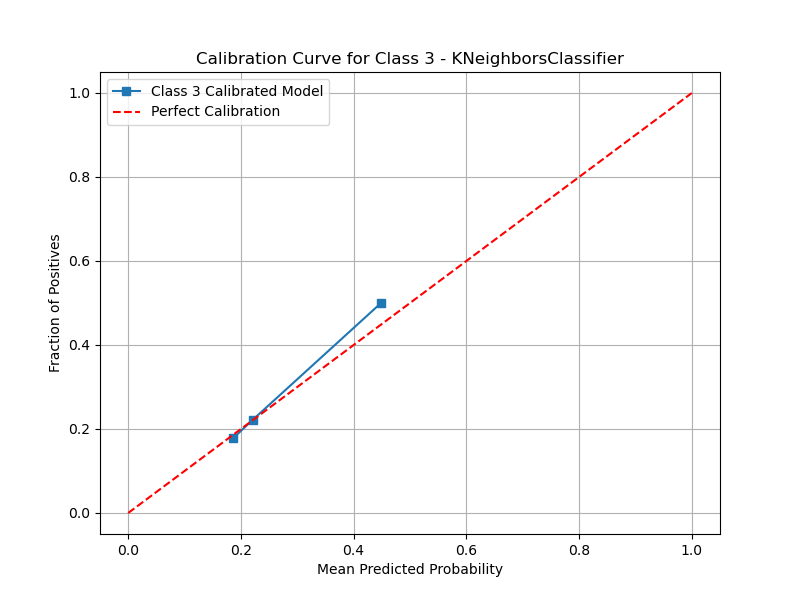 Calibration Curve for Class 3 - KNeighborsClassifier
Class 3 Calibrated Model
Perfect Calibration
1.0
0.8
0.6
0.4
0.2
0.0
Fraction of Positives
0.0 0.2 0.4 0.6 0.8 1.0
Mean Predicted Probability